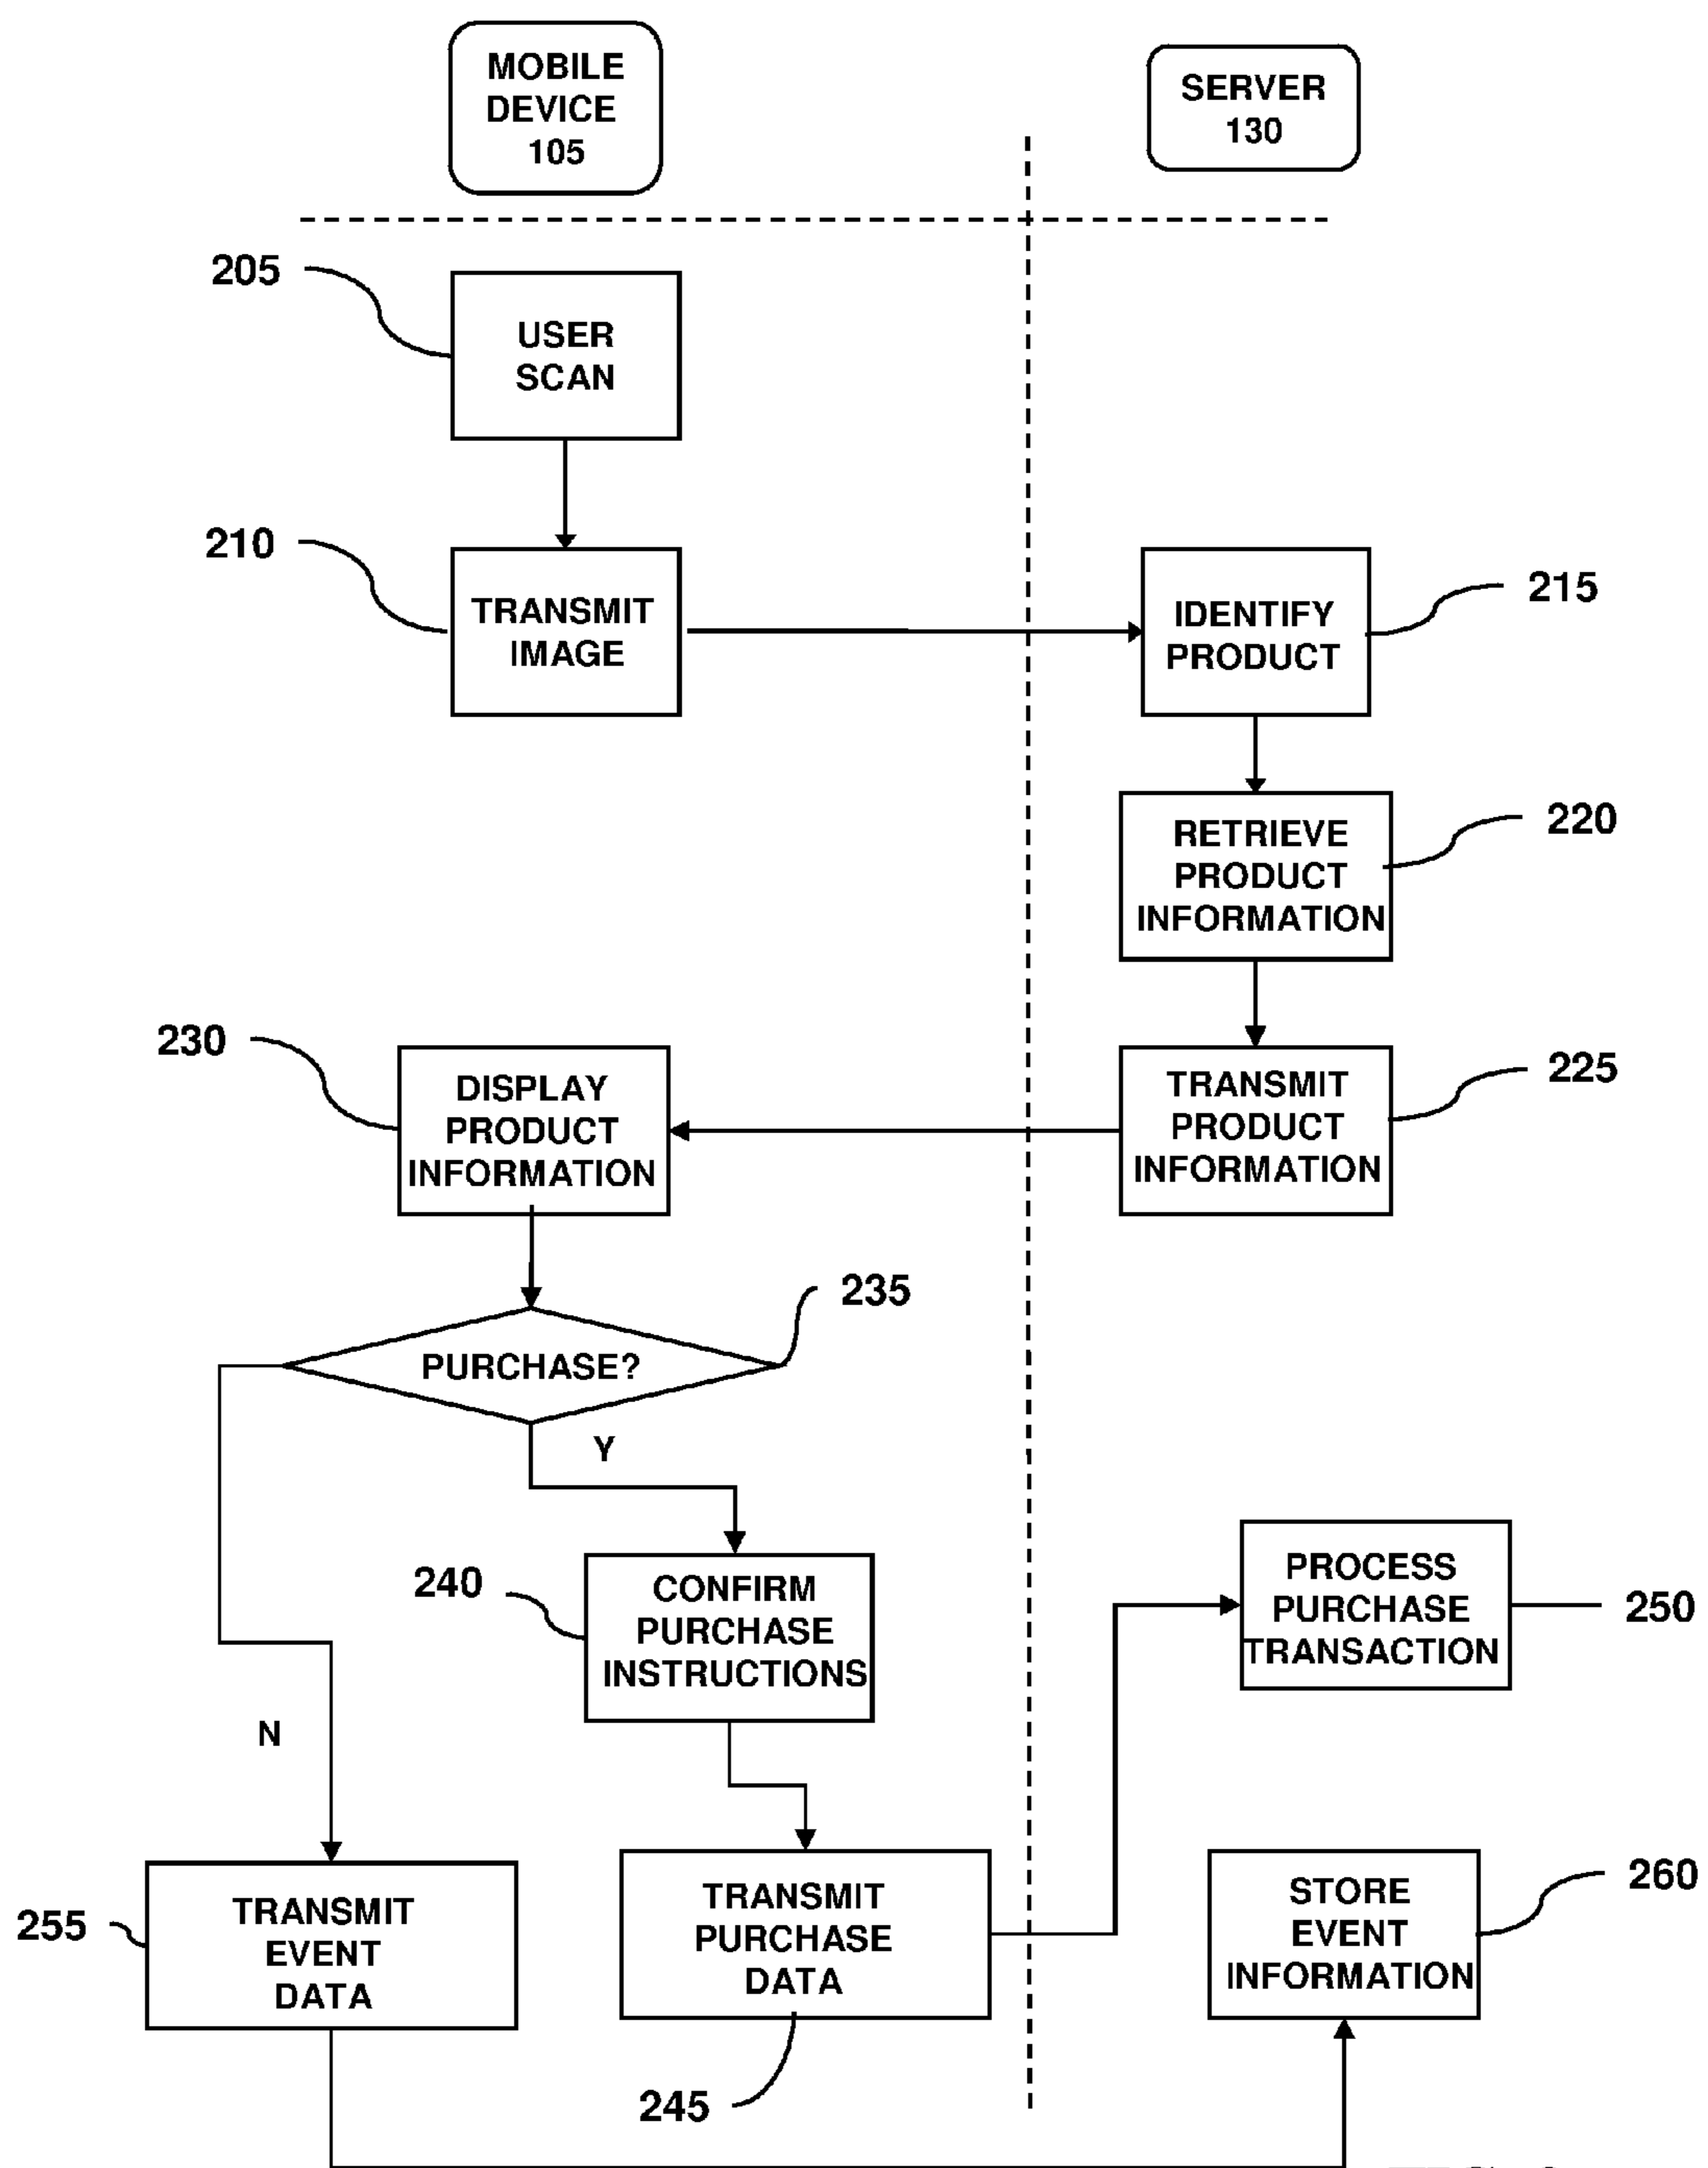 MOBILE
DEVICE
105
SERVER
130
205
USER
SCAN
210
TRANSMIT
IMAGE
IDENTIFY
PRODUCT
215
RETRIEVE
PRODUCT
INFORMATION
220
230
DISPLAY
PRODUCT
INFORMATION
TRANSMIT
PRODUCT
INFORMATION
225
PURCHASE?
235
Y
240
CONFIRM
PURCHASE
INSTRUCTIONS
PROCESS
PURCHASE
TRANSACTION
250
N
255
TRANSMIT
EVENT
DATA
TRANSMIT
PURCHASE
DATA
245
STORE
EVENT
INFORMATION
260